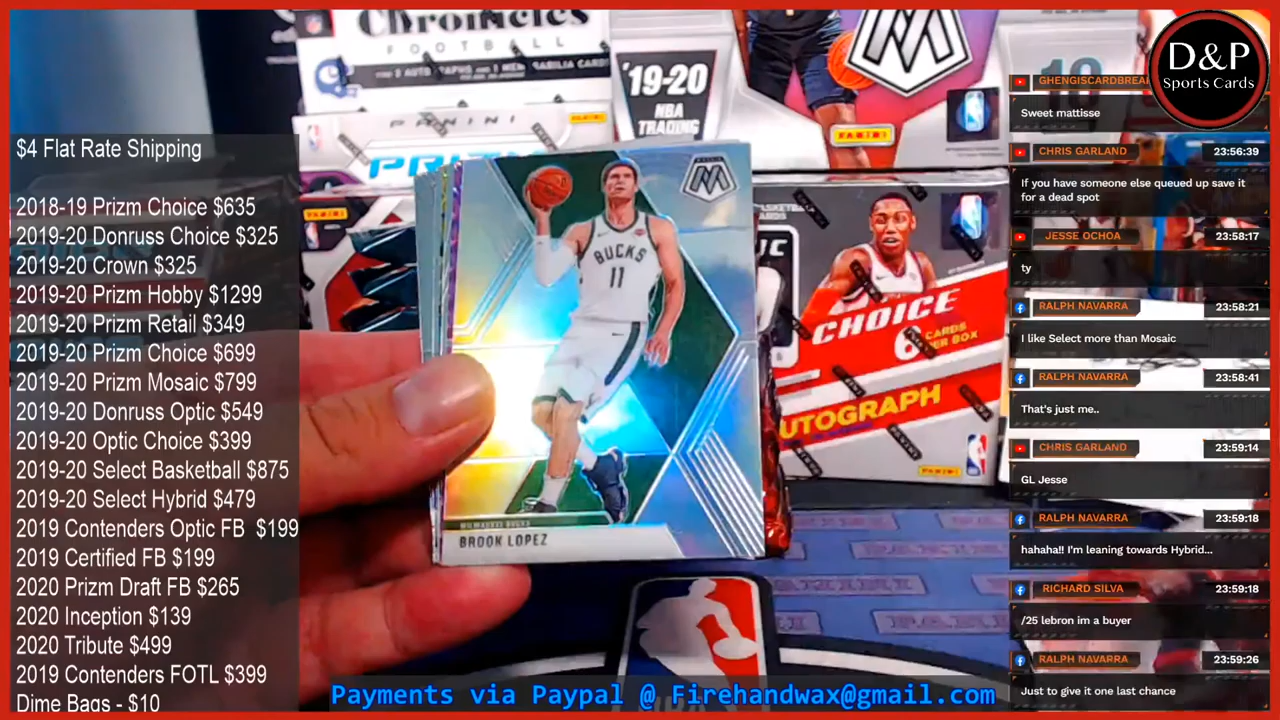 $4 Flat Rate Shipping
2018-19 Prizm Choice $635
2019-20 Donruss Choice $325
2019-20 Crown $325
2019-20 Prizm Hobby $1299
2019-20 Prizm Retail $349
2019-20 Prizm Choice $699
2019-20 Prizm Mosaic $799
2019-20 Donruss Optic $549
2019-20 Optic Choice $399
2019-20 Select Basketball $875
2019-20 Select Hybrid $479
2019 Contenders Optic FB $199
2019 Certified FB $199
2020 Prizm Draft FB $265
2020 Inception $139
2020 Tribute $499
2019 Contenders FOTL $399
Dime Bags - $10
Chronicles
FOOTBALL
PANINI
PRIZM
'19-20
NBA
TRADING
PANINI
BUCKS
11
MILWAUKEE BUCKS
BROOK LOPEZ
CHOICE
6 CARDS
PER BOX
AUTOGRAPH
PANINI
NBA
Payments via Paypal @ Firehandwax@gmail.com
D&P
Sports Cards
GHENGISCARDBREA
Sweet mattisse
CHRIS GARLAND
23:56:39
If you have someone else queued up save it
for a dead spot
JESSE OCHOA
23:58:17
ty
RALPH NAVARRA
23:58:21
I like Select more than Mosaic
RALPH NAVARRA
23:58:41
That's just me..
CHRIS GARLAND
23:59:14
GL Jesse
RALPH NAVARRA
23:59:18
hahaha!! I'm leaning towards Hybrid...
RICHARD SILVA
23:59:18
/25 lebron im a buyer
RALPH NAVARRA
23:59:26
Just to give it one last chance